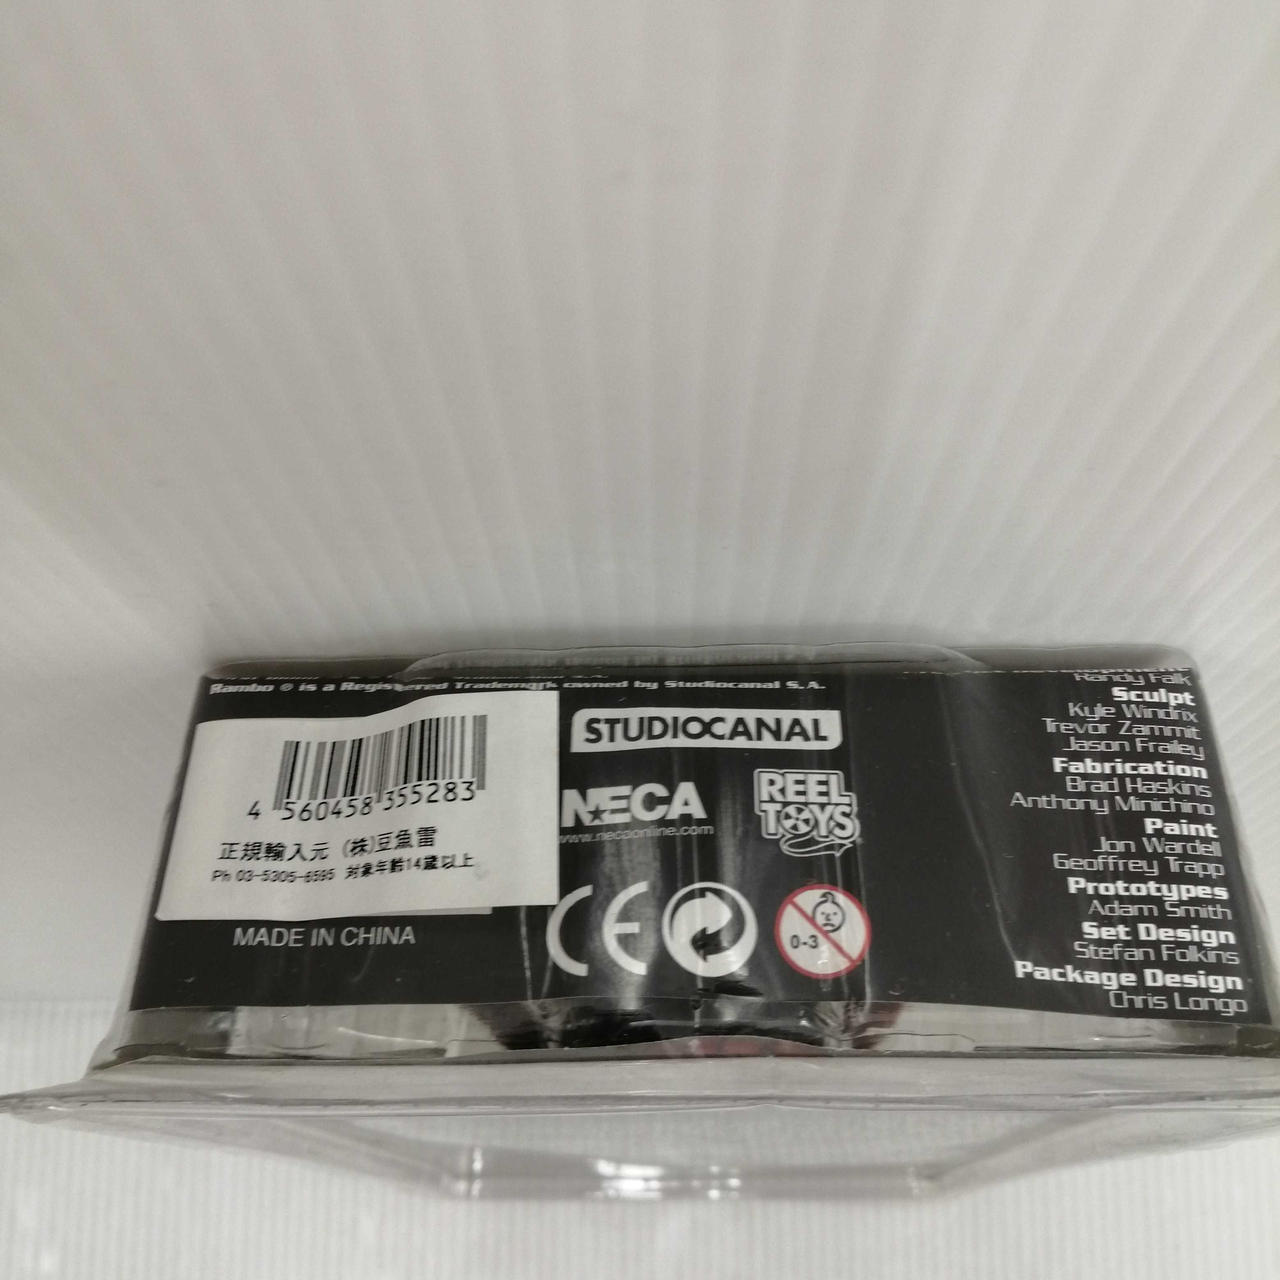 Rambo ® is a Registered Trademark owned by Studiocanal S.A.
4 560458 355283
正規輸入元 (株)豆魚雷
Ph 03-5305-6595 対象年齢14歳以上
MADE IN CHINA
STUDIOCANAL
NECA
www.necaonline.com
REEL
TOYS
CE
0-3
Randy Falk
Sculpt
Kyle Windrix
Trevor Zammit
Jason Frailey
Fabrication
Brad Haskins
Anthony Minichino
Paint
Jon Wardell
Geoffrey Trapp
Prototypes
Adam Smith
Set Design
Stefan Folkins
Package Design
Chris Longo